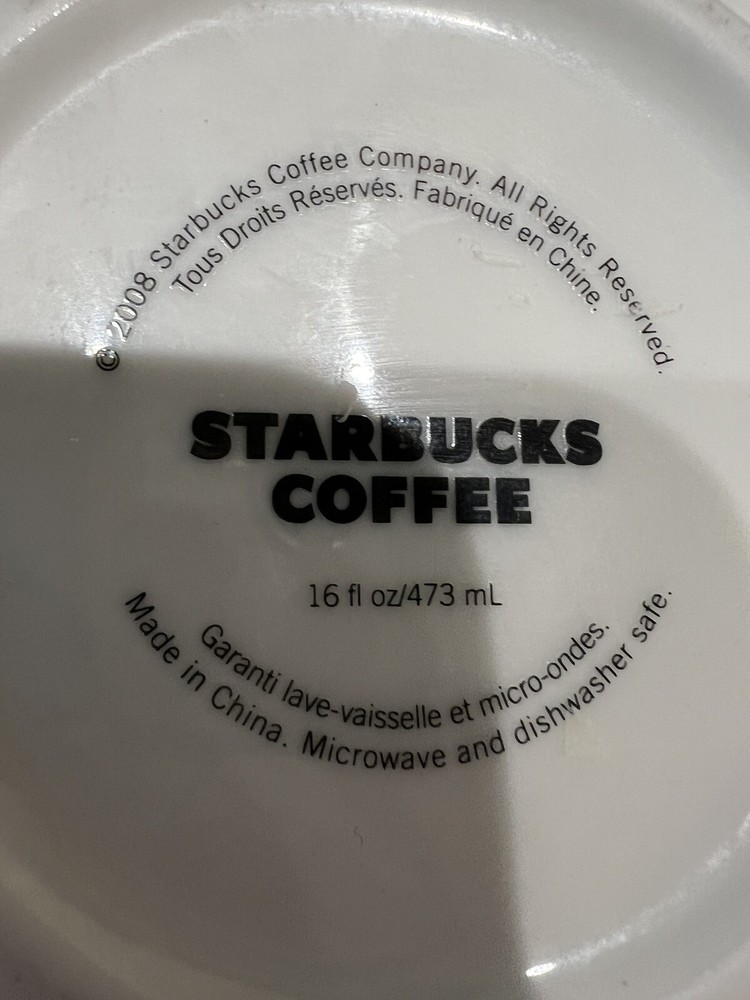 © 2008 Starbucks Coffee Company. All Rights Reserved.
Tous Droits Réservés. Fabriqué en Chine.
STARBUCKS
COFFEE
16 fl oz/473 mL
Garanti lave-vaisselle et micro-ondes.
Made in China. Microwave and dishwasher safe.